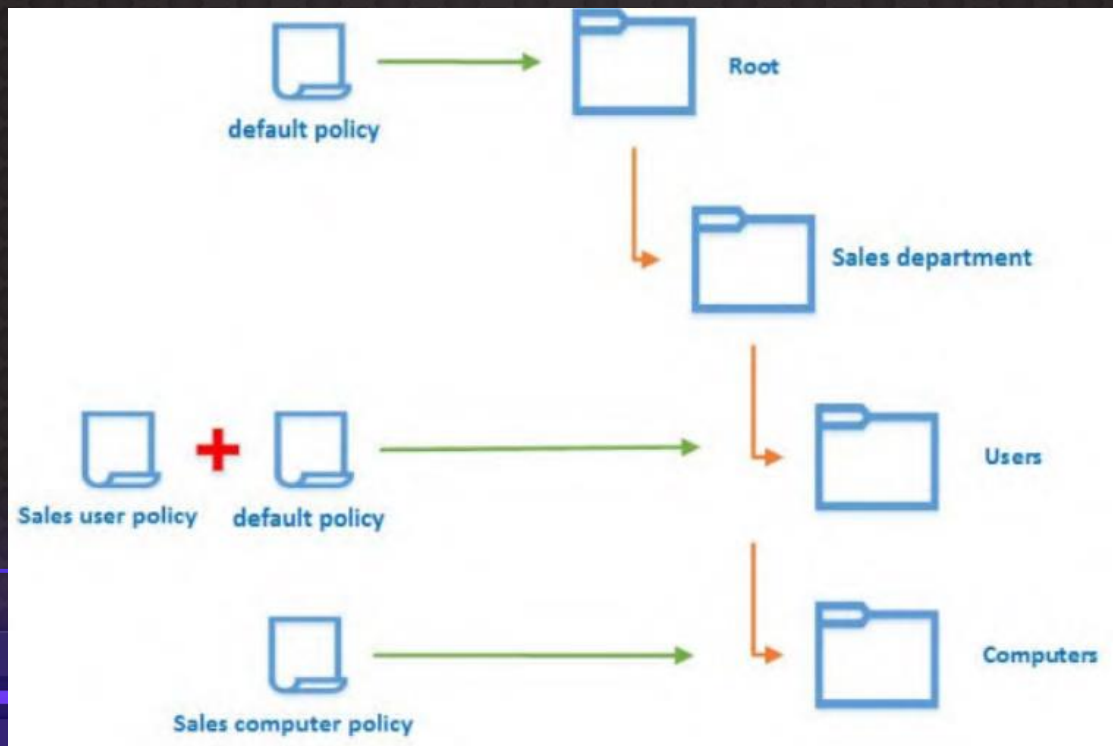 Root
default policy
Sales department
Users
Sales user policy
default policy
Computers
Sales computer policy